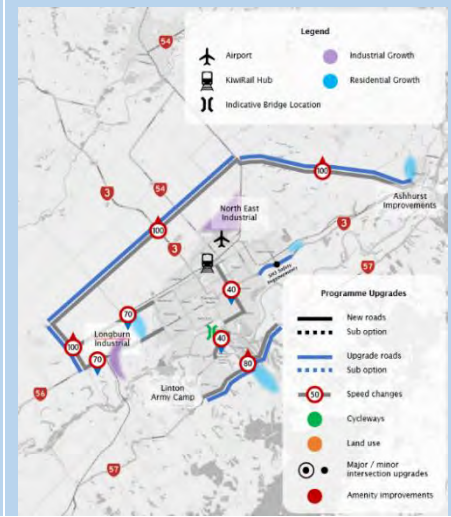 Legend
Airport
Industrial Growth
KiwiRail Hub
Residential Growth
Indicative Bridge Location
54
100
3
54
Ashhurst
Improvements
North East
Industrial
3
100
3
57
40
70
Longburn
Industrial
100
70
40
80
56
Linton
Army Camp
57
Programme Upgrades
New roads
Sub option
Upgrade roads
Sub option
50
Speed changes
Cycleways
Land use
Major / minor
intersection upgrades
Amenity improvements